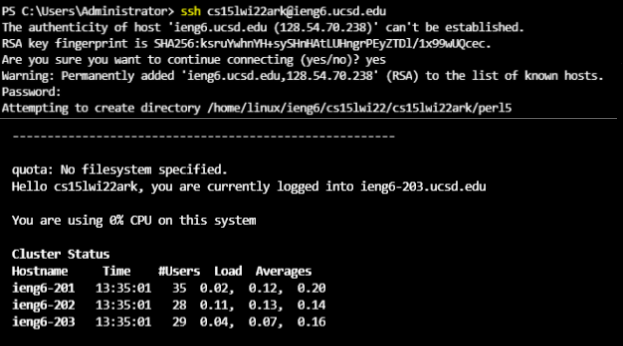 PS C:\Users\Administrator> ssh cs15lwi22ark@ieng6.ucsd.edu
The authenticity of host 'ieng6.ucsd.edu (128.54.70.238)' can't be established.
RSA key fingerprint is SHA256:ksruYwhnYH+sySHnHAtLUHngrPEyZTDl/1x99wUQcec.
Are you sure you want to continue connecting (yes/no)? yes
Warning: Permanently added 'ieng6.ucsd.edu,128.54.70.238' (RSA) to the list of known hosts.
Password:
Attempting to create directory /home/linux/ieng6/cs15lwi22/cs15lwi22ark/perl5
------------------------------------------------------
quota: No filesystem specified.
Hello cs15lwi22ark, you are currently logged into ieng6-203.ucsd.edu
You are using 0% CPU on this system
Cluster Status
Hostname Time #Users Load Averages
ieng6-201 13:35:01 35 0.02, 0.12, 0.20
ieng6-202 13:35:01 28 0.11, 0.13, 0.14
ieng6-203 13:35:01 29 0.04, 0.07, 0.16